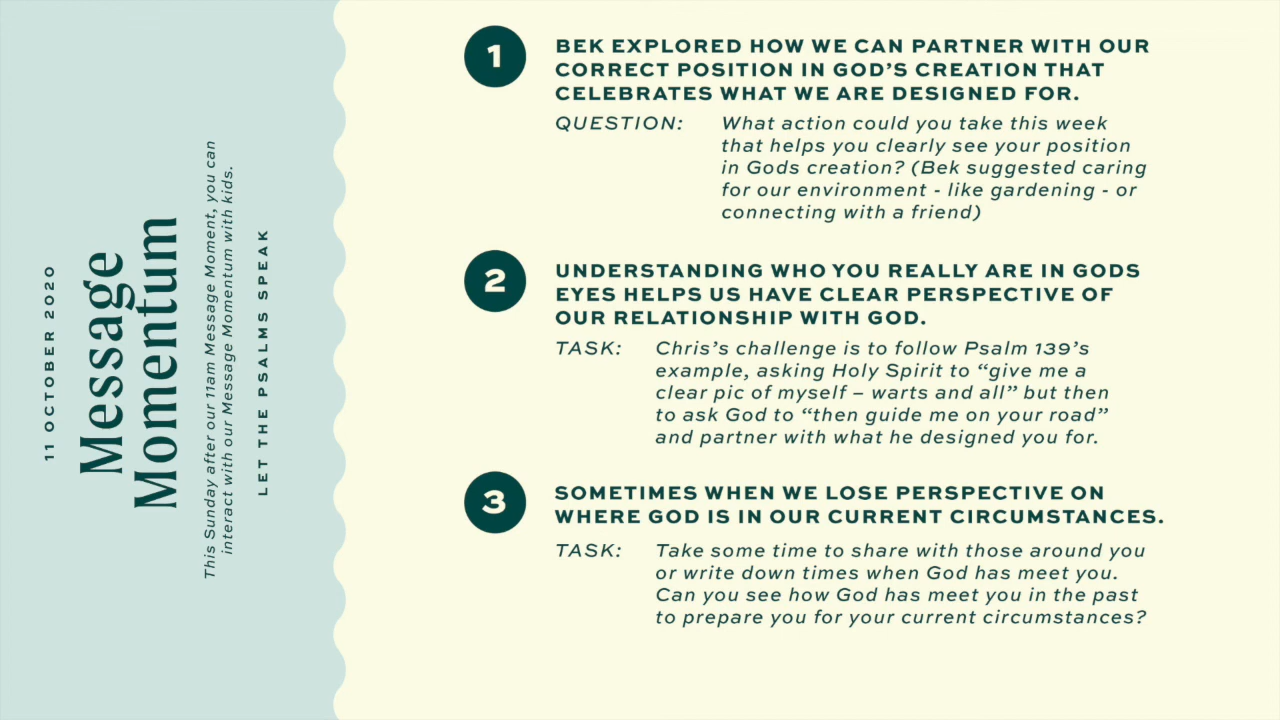 11 OCTOBER 2020
Message
Momentum
This Sunday after our 11am Message Moment, you can
interact with our Message Momentum with kids.
LET THE PSALMS SPEAK
1
BEK EXPLORED HOW WE CAN PARTNER WITH OUR
CORRECT POSITION IN GOD’S CREATION THAT
CELEBRATES WHAT WE ARE DESIGNED FOR.
QUESTION: What action could you take this week
that helps you clearly see your position
in Gods creation? (Bek suggested caring
for our environment - like gardening - or
connecting with a friend)
2
UNDERSTANDING WHO YOU REALLY ARE IN GODS
EYES HELPS US HAVE CLEAR PERSPECTIVE OF
OUR RELATIONSHIP WITH GOD.
TASK: Chris’s challenge is to follow Psalm 139’s
example, asking Holy Spirit to “give me a
clear pic of myself – warts and all” but then
to ask God to “then guide me on your road”
and partner with what he designed you for.
3
SOMETIMES WHEN WE LOSE PERSPECTIVE ON
WHERE GOD IS IN OUR CURRENT CIRCUMSTANCES.
TASK: Take some time to share with those around you
or write down times when God has meet you.
Can you see how God has meet you in the past
to prepare you for your current circumstances?